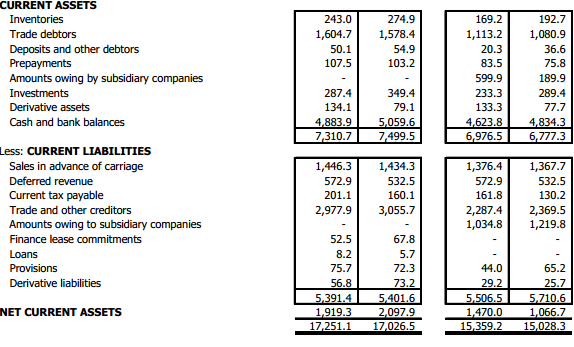 CURRENT ASSETS
Inventories 243.0 274.9 169.2 192.7
Trade debtors 1,604.7 1,578.4 1,113.2 1,080.9
Deposits and other debtors 50.1 54.9 20.3 36.6
Prepayments 107.5 103.2 83.5 75.8
Amounts owing by subsidiary companies - - 599.9 189.9
Investments 287.4 349.4 233.3 289.4
Derivative assets 134.1 79.1 133.3 77.7
Cash and bank balances 4,883.9 5,059.6 4,623.8 4,834.3
7,310.7 7,499.5 6,976.5 6,777.3
Less: CURRENT LIABILITIES
Sales in advance of carriage 1,446.3 1,434.3 1,376.4 1,367.7
Deferred revenue 572.9 532.5 572.9 532.5
Current tax payable 201.1 160.1 161.8 130.2
Trade and other creditors 2,977.9 3,055.7 2,287.4 2,369.5
Amounts owing to subsidiary companies - - 1,034.8 1,219.8
Finance lease commitments 52.5 67.8 - -
Loans 8.2 5.7 - -
Provisions 75.7 72.3 44.0 65.2
Derivative liabilities 56.8 73.2 29.2 25.7
5,391.4 5,401.6 5,506.5 5,710.6
NET CURRENT ASSETS 1,919.3 2,097.9 1,470.0 1,066.7
17,251.1 17,026.5 15,359.2 15,028.3